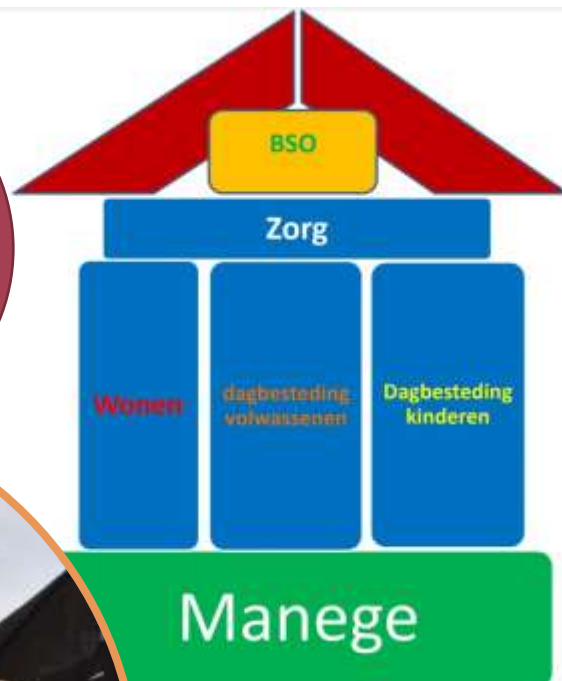 BSO
Zorg
Wonen
dagbesteding
volwassenen
Dagbesteding
kinderen
Manege